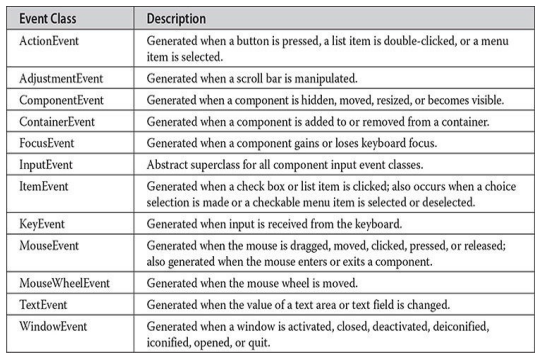 Event Class Description
ActionEvent Generated when a button is pressed, a list item is double-clicked, or a menu
item is selected.
AdjustmentEvent Generated when a scroll bar is manipulated.
ComponentEvent Generated when a component is hidden, moved, resized, or becomes visible.
ContainerEvent Generated when a component is added to or removed from a container.
FocusEvent Generated when a component gains or loses keyboard focus.
InputEvent Abstract superclass for all component input event classes.
ItemEvent Generated when a check box or list item is clicked; also occurs when a choice
selection is made or a checkable menu item is selected or deselected.
KeyEvent Generated when input is received from the keyboard.
MouseEvent Generated when the mouse is dragged, moved, clicked, pressed, or released;
also generated when the mouse enters or exits a component.
MouseWheelEvent Generated when the mouse wheel is moved.
TextEvent Generated when the value of a text area or text field is changed.
WindowEvent Generated when a window is activated, closed, deactivated, deiconified,
iconified, opened, or quit.